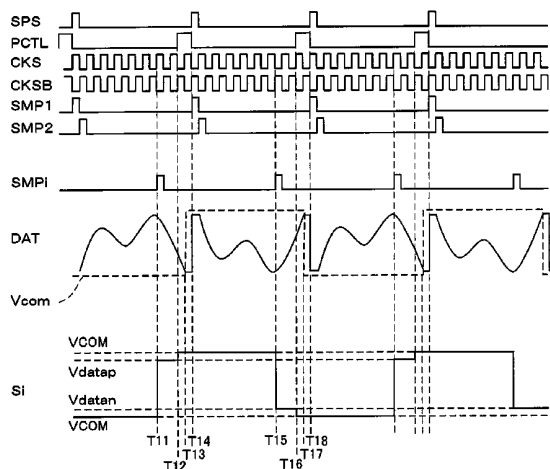 SPS
PCTL
CKS
CKSB
SMP1
SMP2
SMPi
DAT
Vcom
VCOM
Vdatap
Si
Vdatan
VCOM
T11 T14 T15 T18
T13 T17
T12 T16